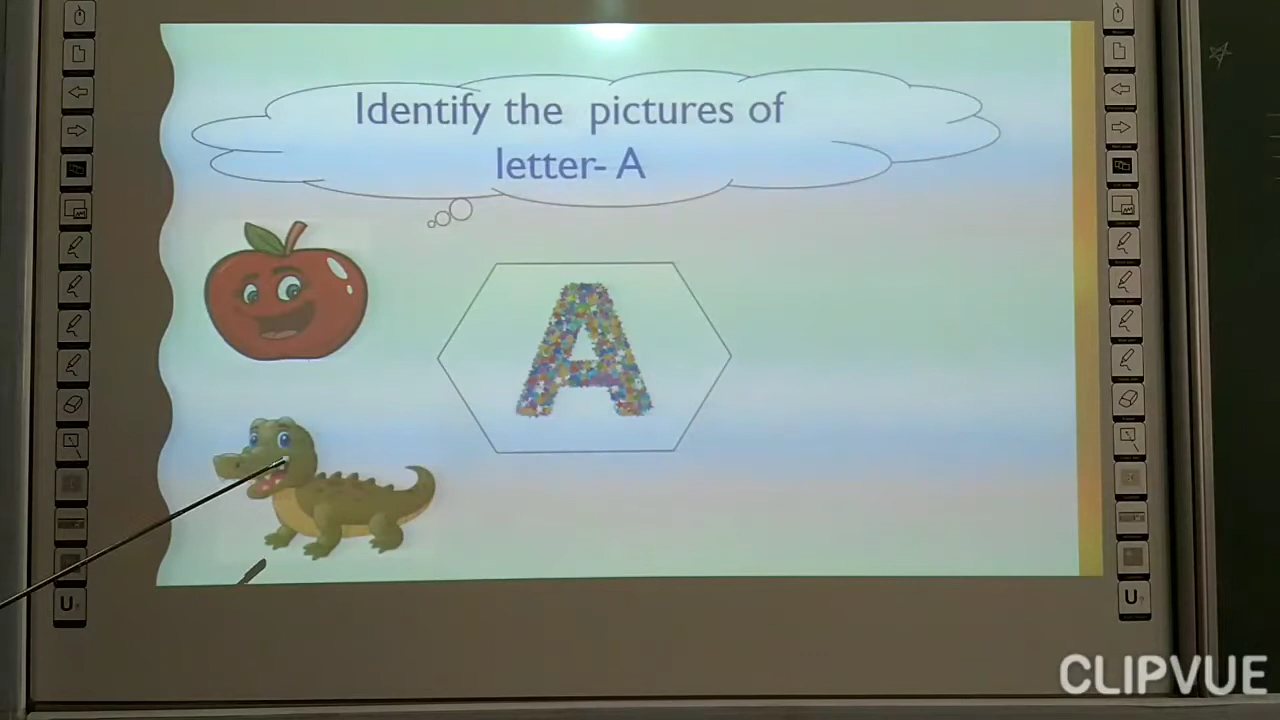 Identify the pictures of
letter- A
A
U
U
CLIPVUE